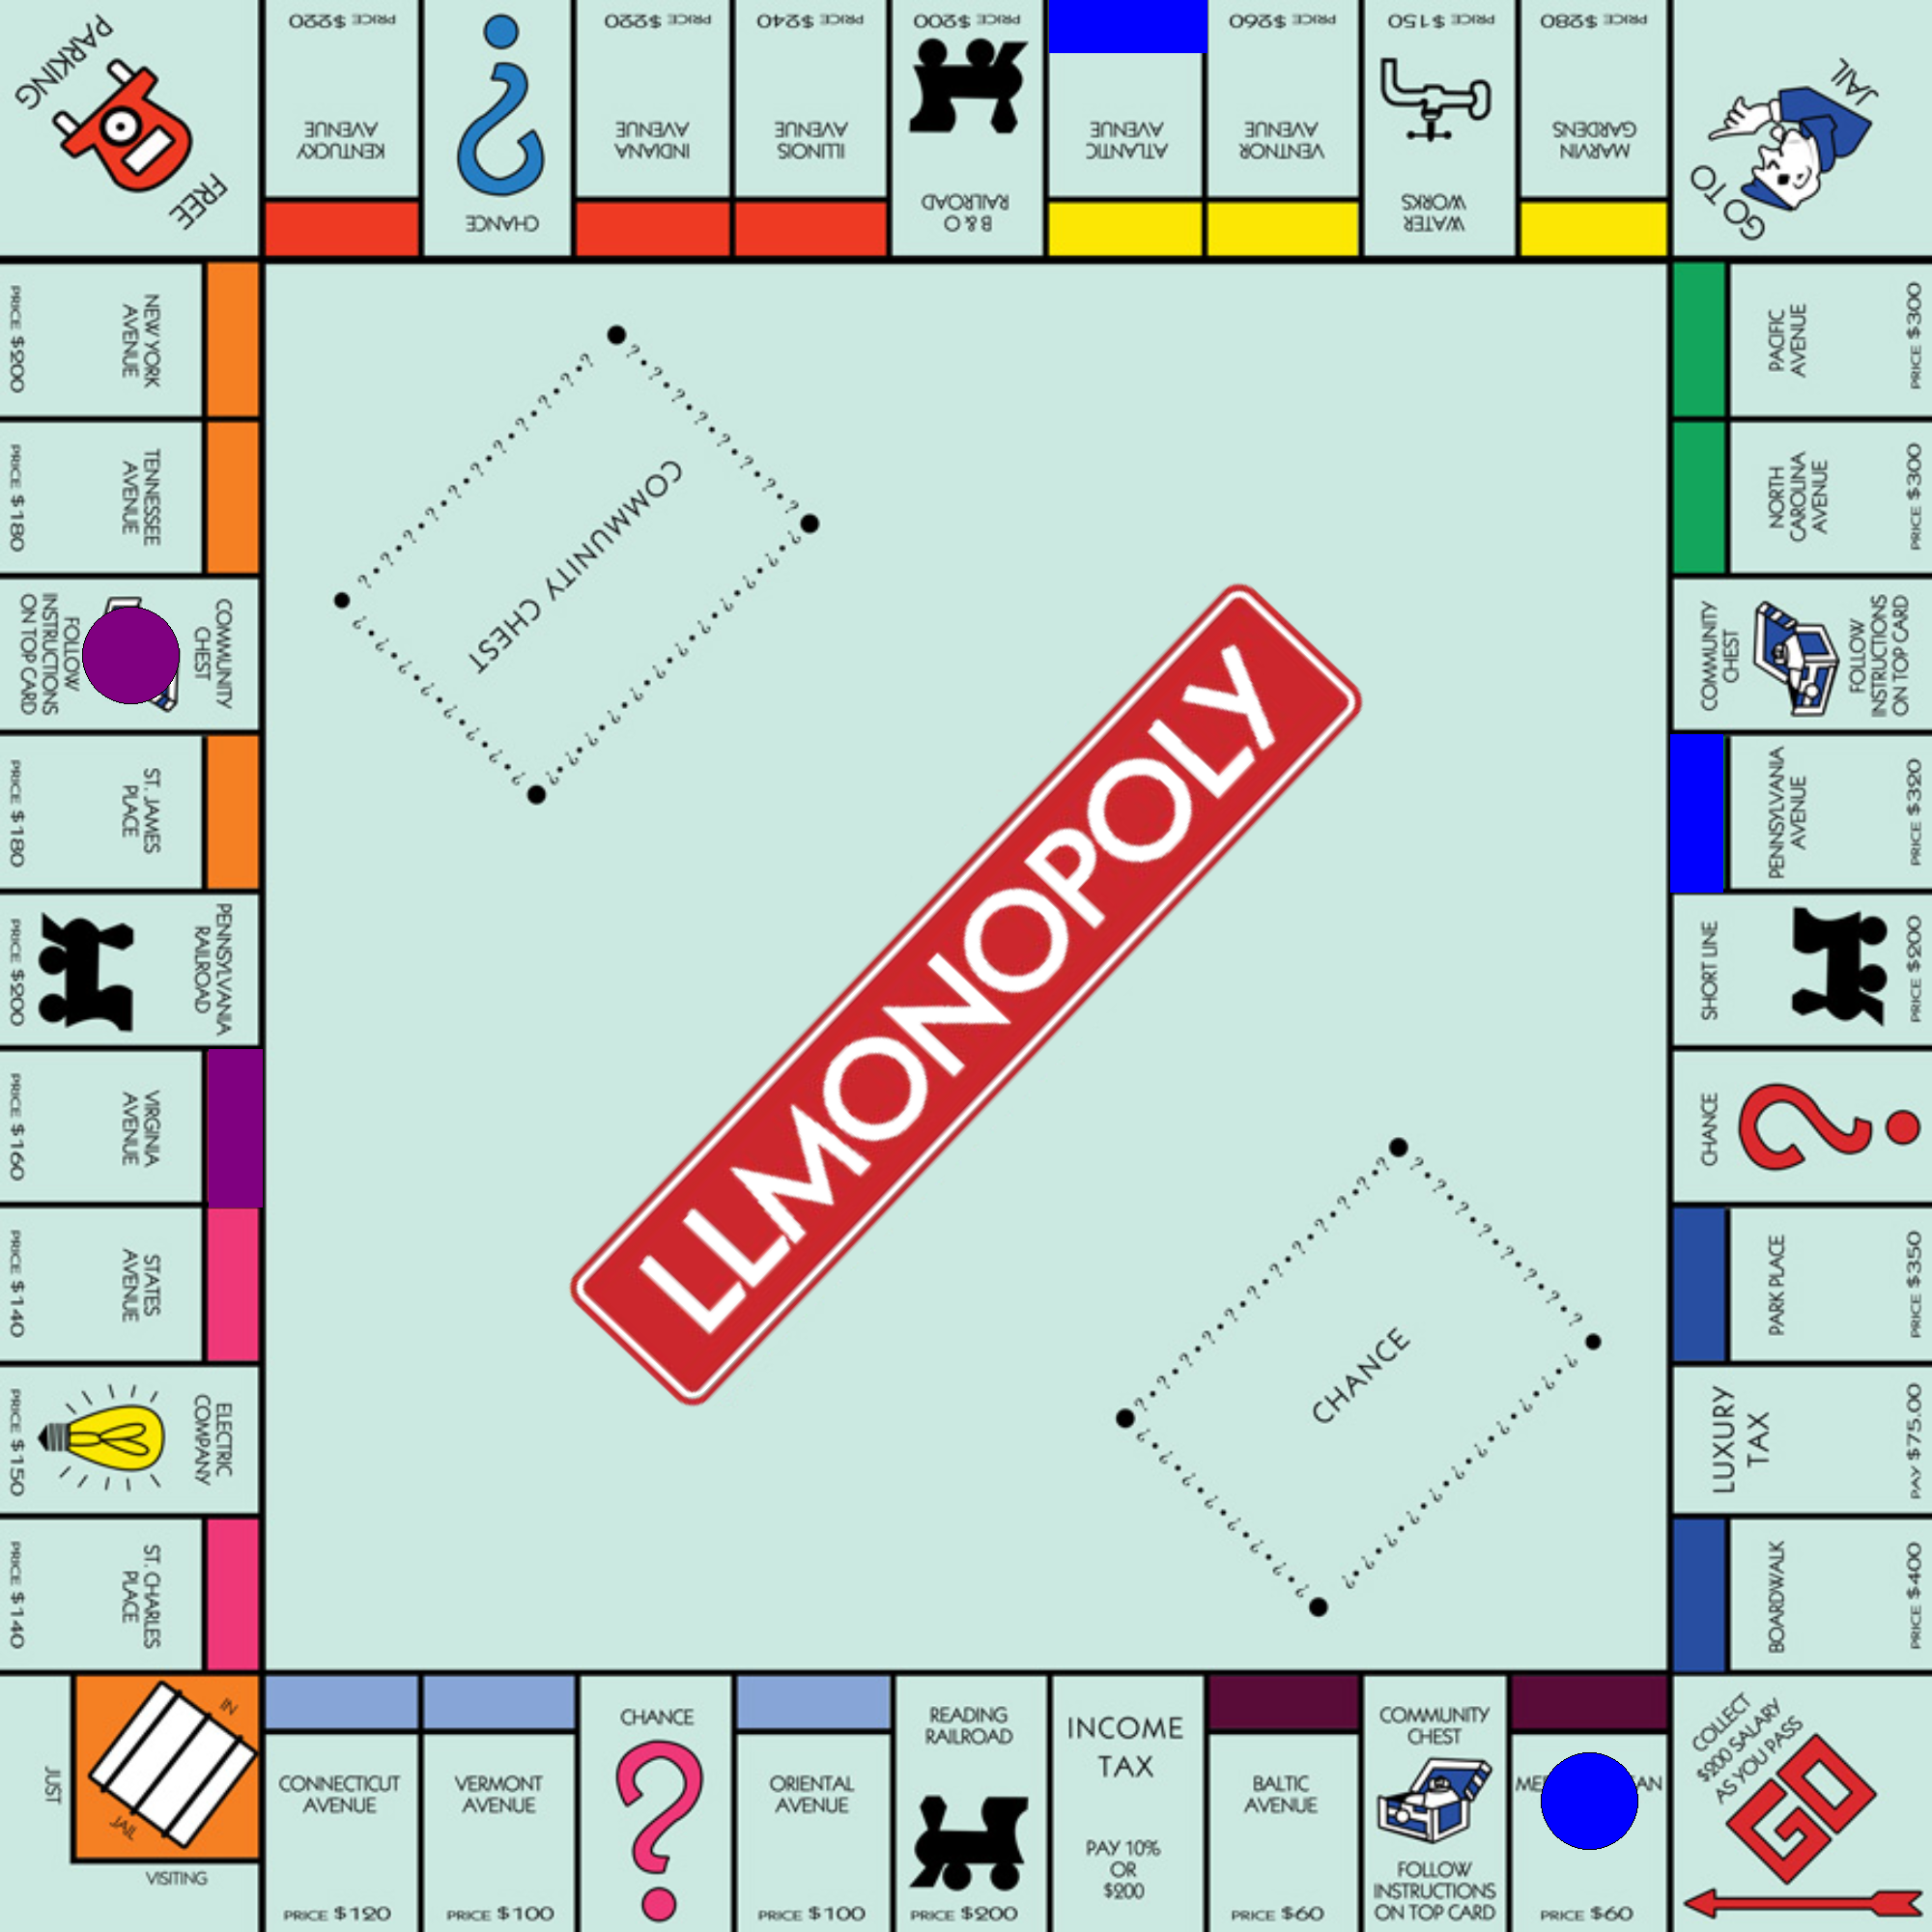 FREE
PARKING
KENTUCKY
AVENUE
PRICE $220
CHANCE
INDIANA
AVENUE
PRICE $220
ILLINOIS
AVENUE
PRICE $240
B & O
RAILROAD
PRICE $200
ATLANTIC
AVENUE
VENTNOR
AVENUE
PRICE $260
WATER
WORKS
PRICE $150
MARVIN
GARDENS
PRICE $280
GO TO
JAIL
NEW YORK
AVENUE
PRICE $200
TENNESSEE
AVENUE
PRICE $180
COMMUNITY
CHEST
FOLLOW
INSTRUCTIONS
ON TOP CARD
ST. JAMES
PLACE
PRICE $180
PENNSYLVANIA
RAILROAD
PRICE $200
VIRGINIA
AVENUE
PRICE $160
STATES
AVENUE
PRICE $140
ELECTRIC
COMPANY
PRICE $150
ST. CHARLES
PLACE
PRICE $140
COMMUNITY CHEST
LLMONOPOLY
CHANCE
PACIFIC
AVENUE
PRICE $300
NORTH
CAROLINA
AVENUE
PRICE $300
COMMUNITY
CHEST
FOLLOW
INSTRUCTIONS
ON TOP CARD
PENNSYLVANIA
AVENUE
PRICE $320
SHORT LINE
PRICE $200
CHANCE
PARK PLACE
PRICE $350
LUXURY
TAX
PAY $75.00
BOARDWALK
PRICE $400
IN
JAIL
JUST
VISITING
CONNECTICUT
AVENUE
PRICE $120
VERMONT
AVENUE
PRICE $100
CHANCE
ORIENTAL
AVENUE
PRICE $100
READING
RAILROAD
PRICE $200
INCOME
TAX
PAY 10%
OR
$200
BALTIC
AVENUE
PRICE $60
COMMUNITY
CHEST
FOLLOW
INSTRUCTIONS
ON TOP CARD
PRICE $60
COLLECT
$200 SALARY
AS YOU PASS
GO